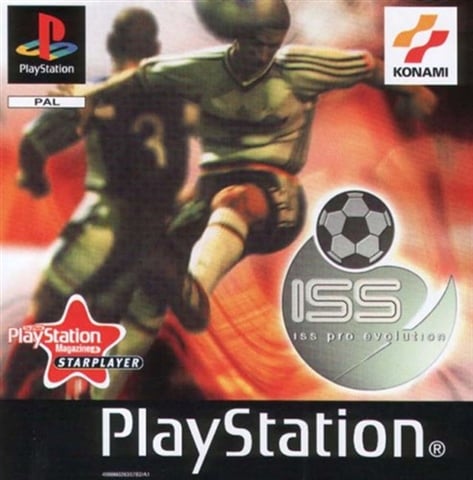 PlayStation
PAL
KONAMI
3
ISS
iss pro evolution
PlayStation
Magazine
STARPLAYER
PlayStation®